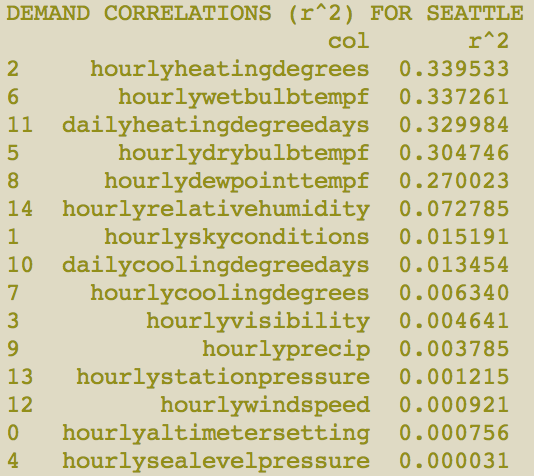 DEMAND CORRELATIONS (r^2) FOR SEATTLE
col r^2
2 hourlyheatingdegrees 0.339533
6 hourlywetbulbtempf 0.337261
11 dailyheatingdegreedays 0.329984
5 hourlydrybulbtempf 0.304746
8 hourlydewpointtempf 0.270023
14 hourlyrelativehumidity 0.072785
1 hourlyskyconditions 0.015191
10 dailycoolingdegreedays 0.013454
7 hourlycoolingdegrees 0.006340
3 hourlyvisibility 0.004641
9 hourlyprecip 0.003785
13 hourlystationpressure 0.001215
12 hourlywindspeed 0.000921
0 hourlyaltimetersetting 0.000756
4 hourlysealevelpressure 0.000031